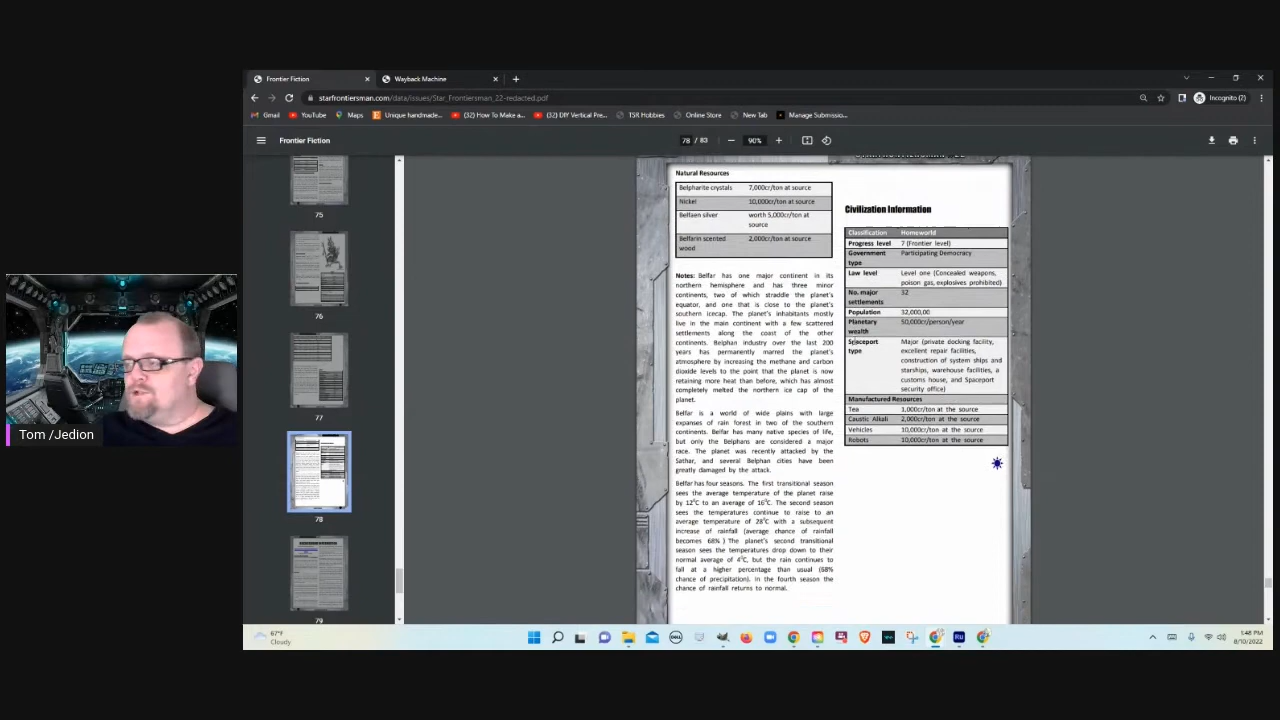 Frontier Fiction
Wayback Machine
starfrontiersman.com/data/issues/Star_Frontiersman_22-redacted.pdf
Incognito (2)
Gmail
YouTube
Maps
Unique handmade...
(32) How To Make a...
(32) DIY Vertical Pre...
TSR Hobbies
Online Store
New Tab
Manage Submissio...
Frontier Fiction
78 / 83
90%
75
76
77
78
79
Tom /Jedion
Natural Resources
Belpharite crystals 7,000cr/ton at source
Nickel 10,000cr/ton at source
Belfaen silver worth 5,000cr/ton at
source
Belfarin scented 2,000cr/ton at source
wood
Notes: Belfar has one major continent in its
northern hemisphere and has three minor
continents, two of which straddle the planet's
equator, and one that is close to the planet's
southern icecap. The planet's inhabitants mostly
live in the main continent with a few scattered
settlements along the coast of the other
continents. Belphan industry over the last 200
years has permanently marred the planet's
atmosphere by increasing the methane and carbon
dioxide levels to the point that the planet is now
retaining more heat than before, which has almost
completely melted the northern ice cap of the
planet.
Belfar is a world of wide plains with large
expanses of rain forest in two of the southern
continents. Belfar has many native species of life,
but only the Belphans are considered a major
race. The planet was recently attacked by the
Sathar, and several Belphan cities have been
greatly damaged by the attack.
Belfar has four seasons. The first transitional season
sees the average temperature of the planet raise
by 12°C to an average of 16°C. The second season
sees the temperatures continue to raise to an
average temperature of 28°C with a subsequent
increase of rainfall (average chance of rainfall
becomes 68% ) The planet's second transitional
season sees the temperatures drop down to their
normal average of 4°C, but the rain continues to
fall at a higher percentage than usual (68%
chance of precipitation). In the fourth season the
chance of rainfall returns to normal.
Civilization Information
Classification Homeworld
Progress level 7 (Frontier level)
Government Participating Democracy
type
Law level Level one (Concealed weapons,
poison gas, explosives prohibited)
No. major 32
settlements
Population 32,000,00
Planetary 50,000cr/person/year
wealth
Spaceport Major (private docking facility,
type excellent repair facilities,
construction of system ships and
starships, warehouse facilities, a
customs house, and Spaceport
security office)
Manufactured Resources
Tea 1,000cr/ton at the source
Caustic Alkali 2,000cr/ton at the source
Vehicles 10,000cr/ton at the source
Robots 10,000cr/ton at the source
67°F
Cloudy
DELL
1:48 PM
8/10/2022